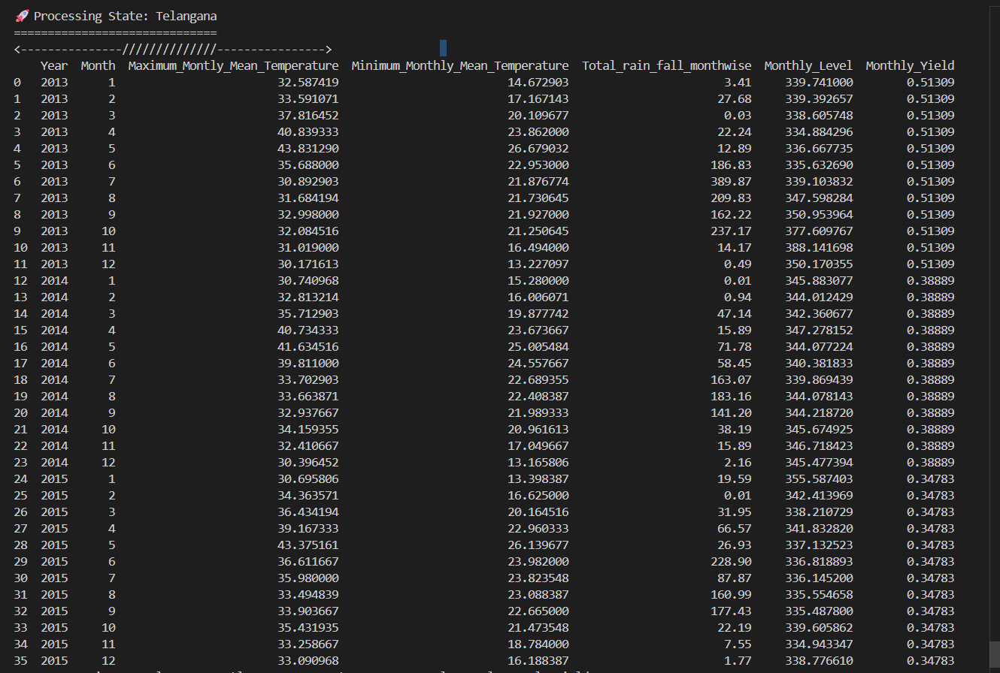 🚀 Processing State: Telangana
==============================
<---------------//////////////---------------->
Year Month Maximum_Montly_Mean_Temperature Minimum_Monthly_Mean_Temperature Total_rain_fall_monthwise Monthly_Level Monthly_Yield
0 2013 1 32.587419 14.672903 3.41 339.741000 0.51309
1 2013 2 33.591071 17.167143 27.68 339.392657 0.51309
2 2013 3 37.816452 20.109677 0.03 338.605748 0.51309
3 2013 4 40.839333 23.862000 22.24 334.884296 0.51309
4 2013 5 43.831290 26.679032 12.89 336.667735 0.51309
5 2013 6 35.688000 22.953000 186.83 335.632690 0.51309
6 2013 7 30.892903 21.876774 389.87 339.103832 0.51309
7 2013 8 31.684194 21.730645 209.83 347.598284 0.51309
8 2013 9 32.998000 21.927000 162.22 350.953964 0.51309
9 2013 10 32.084516 21.250645 237.17 377.609767 0.51309
10 2013 11 31.019000 16.494000 14.17 388.141698 0.51309
11 2013 12 30.171613 13.227097 0.49 350.170355 0.51309
12 2014 1 30.740968 15.280000 0.01 345.883077 0.38889
13 2014 2 32.813214 16.006071 0.94 344.012429 0.38889
14 2014 3 35.712903 19.877742 47.14 342.360677 0.38889
15 2014 4 40.734333 23.673667 15.89 347.278152 0.38889
16 2014 5 41.634516 25.005484 71.78 344.077224 0.38889
17 2014 6 39.811000 24.557667 58.45 340.381833 0.38889
18 2014 7 33.702903 22.689355 163.07 339.869439 0.38889
19 2014 8 33.663871 22.408387 183.16 344.078143 0.38889
20 2014 9 32.937667 21.989333 141.20 344.218720 0.38889
21 2014 10 34.159355 20.961613 38.19 345.674925 0.38889
22 2014 11 32.410667 17.049667 15.89 346.718423 0.38889
23 2014 12 30.396452 13.165806 2.16 345.477394 0.38889
24 2015 1 30.695806 13.398387 19.59 355.587403 0.34783
25 2015 2 34.363571 16.625000 0.01 342.413969 0.34783
26 2015 3 36.434194 20.164516 31.95 338.210729 0.34783
27 2015 4 39.167333 22.960333 66.57 341.832820 0.34783
28 2015 5 43.375161 26.139677 26.93 337.132523 0.34783
29 2015 6 36.611667 23.982000 228.90 336.818893 0.34783
30 2015 7 35.980000 23.823548 87.87 336.145200 0.34783
31 2015 8 33.494839 23.088387 160.99 335.554658 0.34783
32 2015 9 33.903667 22.665000 177.43 335.487800 0.34783
33 2015 10 35.431935 21.473548 22.19 339.605862 0.34783
34 2015 11 33.258667 18.784000 7.55 334.943347 0.34783
35 2015 12 33.090968 16.188387 1.77 338.776610 0.34783